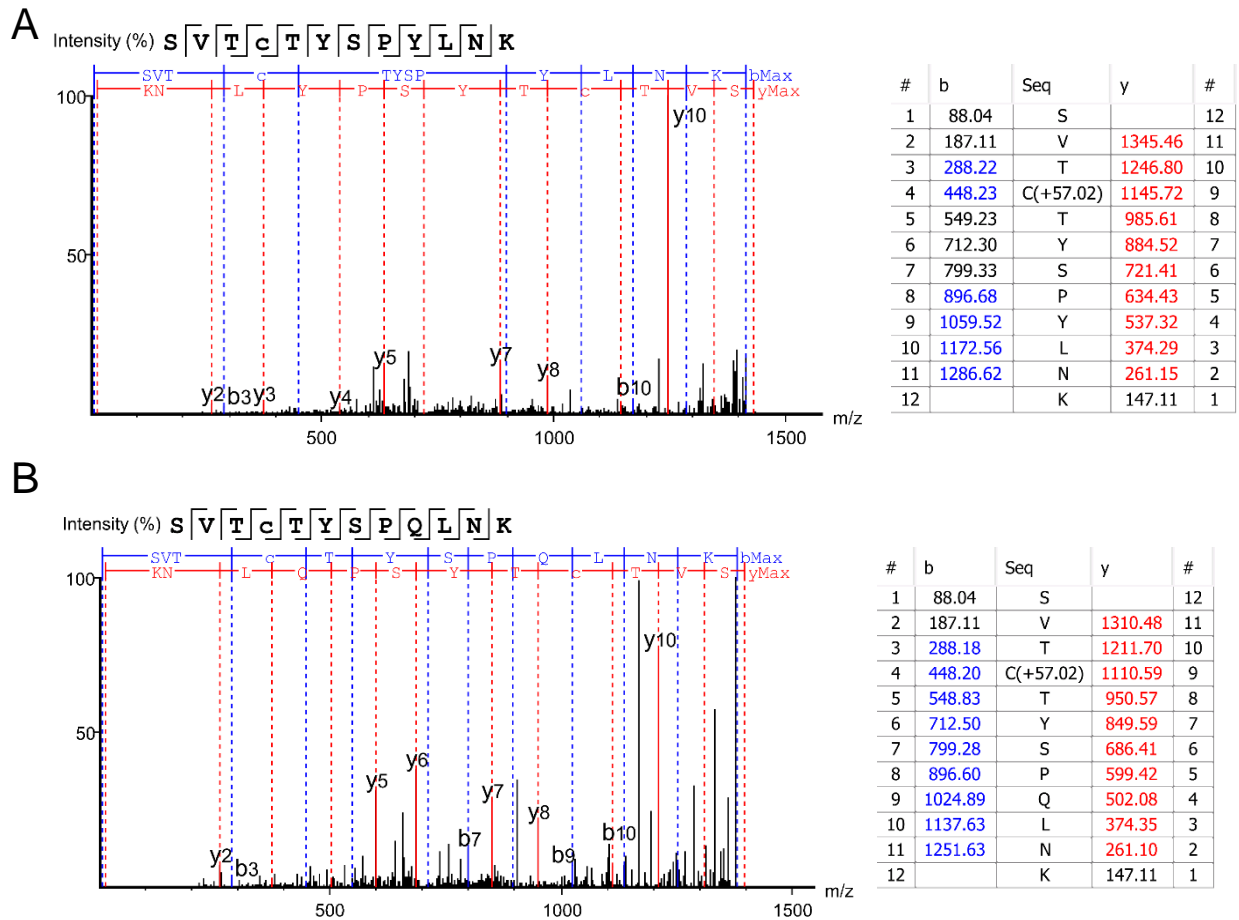 A
Intensity (%) S V T c T Y S P Y L N K
SVT c TYSP Y L N K bMax
KN L Y P S Y T c T V S yMax
100
y10
50
y5
y7
y8
y2 b3 y3 y4 b10
500 1000 1500 m/z
# b Seq y #
1 88.04 S 12
2 187.11 V 1345.46 11
3 288.22 T 1246.80 10
4 448.23 C(+57.02) 1145.72 9
5 549.23 T 985.61 8
6 712.30 Y 884.52 7
7 799.33 S 721.41 6
8 896.68 P 634.43 5
9 1059.52 Y 537.32 4
10 1172.56 L 374.29 3
11 1286.62 N 261.15 2
12 K 147.11 1
B
Intensity (%) S V T c T Y S P Q L N K
SVT c T Y S P Q L N K bMax
KN L Q P S Y T c T V S yMax
100
y10
50
y6
y5
y7
y8
b7 b10
y2 b3 b9
500 1000 1500 m/z
# b Seq y #
1 88.04 S 12
2 187.11 V 1310.48 11
3 288.18 T 1211.70 10
4 448.20 C(+57.02) 1110.59 9
5 548.83 T 950.57 8
6 712.50 Y 849.59 7
7 799.28 S 686.41 6
8 896.60 P 599.42 5
9 1024.89 Q 502.08 4
10 1137.63 L 374.35 3
11 1251.63 N 261.10 2
12 K 147.11 1